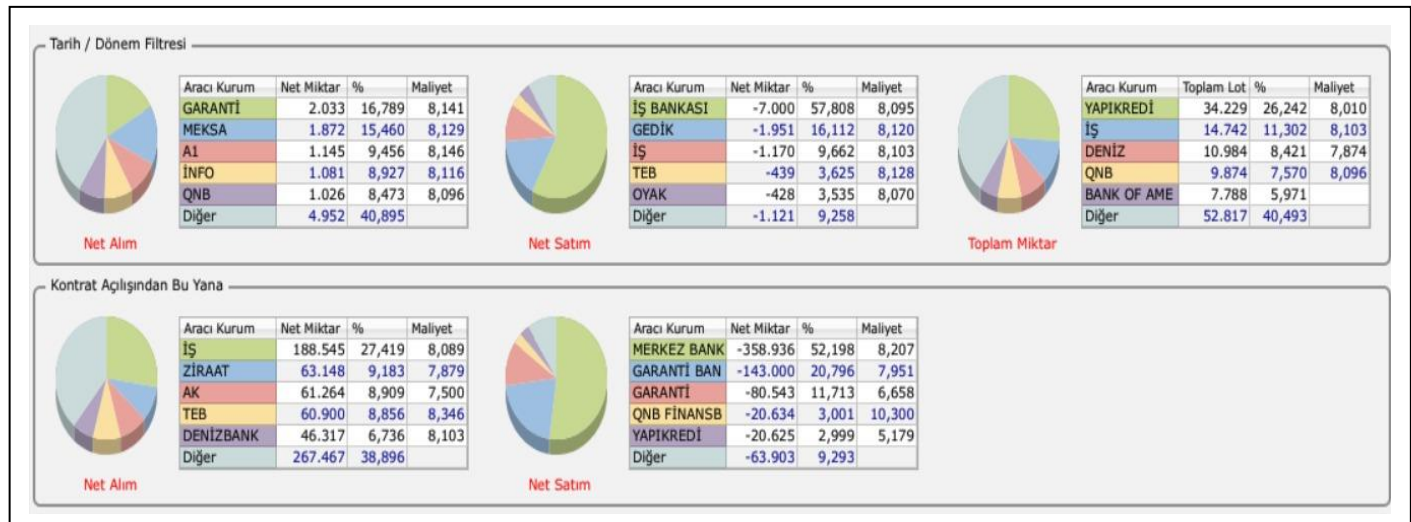 Tarih / Dönem Filtresi
Aracı Kurum Net Miktar % Maliyet
GARANTİ 2.033 16,789 8,141
MEKSA 1.872 15,460 8,129
A1 1.145 9,456 8,146
İNFO 1.081 8,927 8,116
QNB 1.026 8,473 8,096
Diğer 4.952 40,895
Net Alım
Aracı Kurum Net Miktar % Maliyet
İŞ BANKASI -7.000 57,808 8,095
GEDİK -1.951 16,112 8,120
İŞ -1.170 9,662 8,103
TEB -439 3,625 8,128
OYAK -428 3,535 8,070
Diğer -1.121 9,258
Net Satım
Aracı Kurum Toplam Lot % Maliyet
YAPIKREDİ 34.229 26,242 8,010
İŞ 14.742 11,302 8,103
DENİZ 10.984 8,421 7,874
QNB 9.874 7,570 8,096
BANK OF AME 7.788 5,971
Diğer 52.817 40,493
Toplam Miktar
Kontrat Açılışından Bu Yana
Aracı Kurum Net Miktar % Maliyet
İŞ 188.545 27,419 8,089
ZİRAAT 63.148 9,183 7,879
AK 61.264 8,909 7,500
TEB 60.900 8,856 8,346
DENİZBANK 46.317 6,736 8,103
Diğer 267.467 38,896
Net Alım
Aracı Kurum Net Miktar % Maliyet
MERKEZ BANK -358.936 52,198 8,207
GARANTİ BAN -143.000 20,796 7,951
GARANTİ -80.543 11,713 6,658
QNB FİNANSB -20.634 3,001 10,300
YAPIKREDİ -20.625 2,999 5,179
Diğer -63.903 9,293
Net Satım